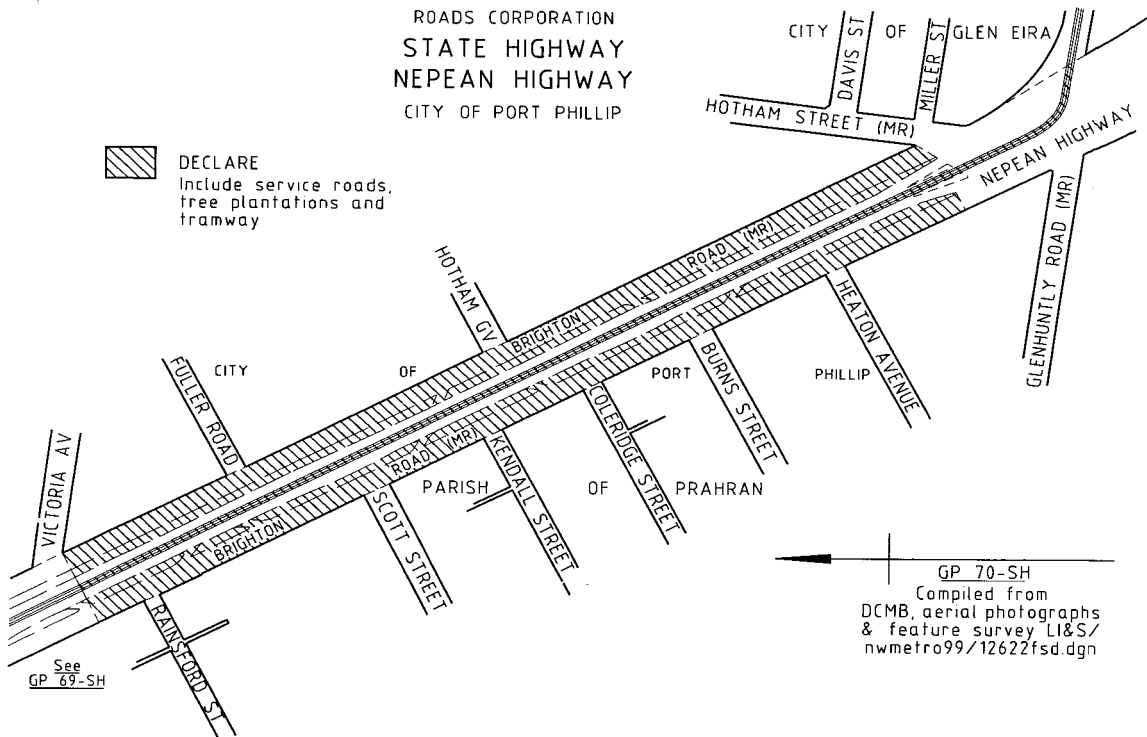 ROADS CORPORATION
STATE HIGHWAY
NEPEAN HIGHWAY
CITY OF PORT PHILLIP
CITY OF GLEN EIRA
DAVIS ST
MILLER ST
HOTHAM STREET (MR)
NEPEAN HIGHWAY
GLENHUNTLY ROAD (MR)
DECLARE
Include service roads,
tree plantations and
tramway
BRIGHTON ROAD (MR)
HOTHAM GV
HEATON AVENUE
FULLER ROAD
CITY OF PORT PHILLIP
BURNS STREET
COLERIDGE STREET
VICTORIA AV
BRIGHTON ROAD (MR)
KENDALL STREET
PARISH OF PRAHRAN
SCOTT STREET
RAINSFORD ST
See
GP 69-SH
GP 70-SH
Compiled from
DCMB, aerial photographs
& feature survey LI&S/
nwmetro99/12622fsd.dgn